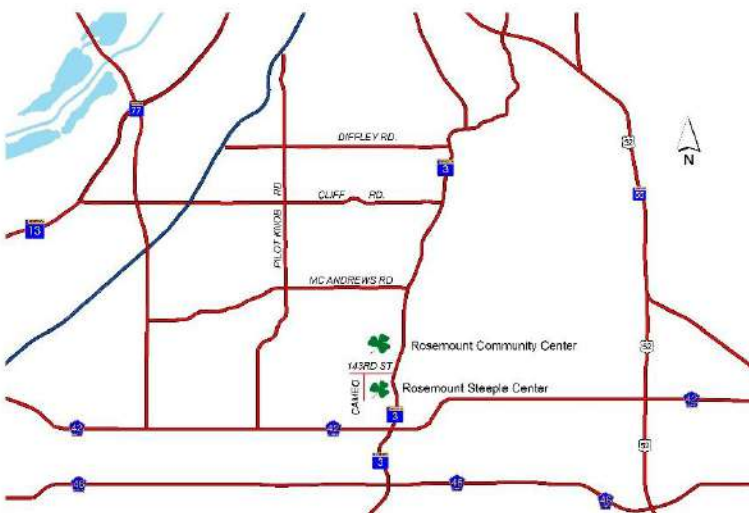 77
DIFFLEY RD.
52
N
3
CLIFF RD.
PILOT KNOB RD
55
13
MC ANDREWS RD
Rosemount Community Center
52
143RD ST
CAMEO
Rosemount Steeple Center
42
42
3
42
52
3
46
46
46